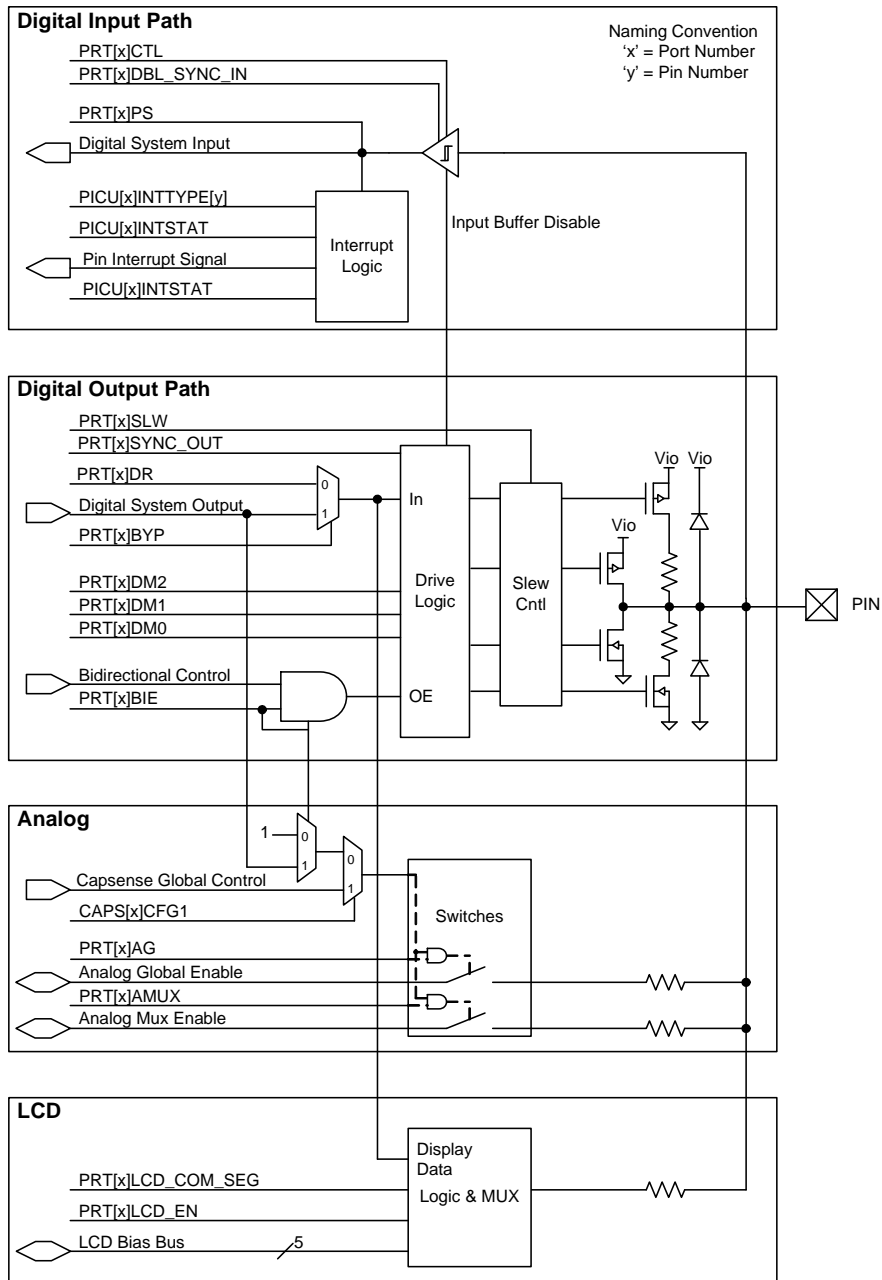 Digital Input Path
Naming Convention
'x' = Port Number
'y' = Pin Number
PRT[x]CTL
PRT[x]DBL_SYNC_IN
PRT[x]PS
Digital System Input
PICU[x]INTTYPE[y]
PICU[x]INTSTAT
Pin Interrupt Signal
PICU[x]INTSTAT
Interrupt
Logic
Input Buffer Disable
Digital Output Path
PRT[x]SLW
PRT[x]SYNC_OUT
PRT[x]DR
Digital System Output
PRT[x]BYP
0
1
PRT[x]DM2
PRT[x]DM1
PRT[x]DM0
Bidirectional Control
PRT[x]BIE
In
Drive
Logic
OE
Slew
Cntl
Vio Vio
Vio
PIN
Analog
1
0
1
0
1
Capsense Global Control
CAPS[x]CFG1
Switches
PRT[x]AG
Analog Global Enable
PRT[x]AMUX
Analog Mux Enable
LCD
Display
Data
Logic & MUX
PRT[x]LCD_COM_SEG
PRT[x]LCD_EN
LCD Bias Bus
5